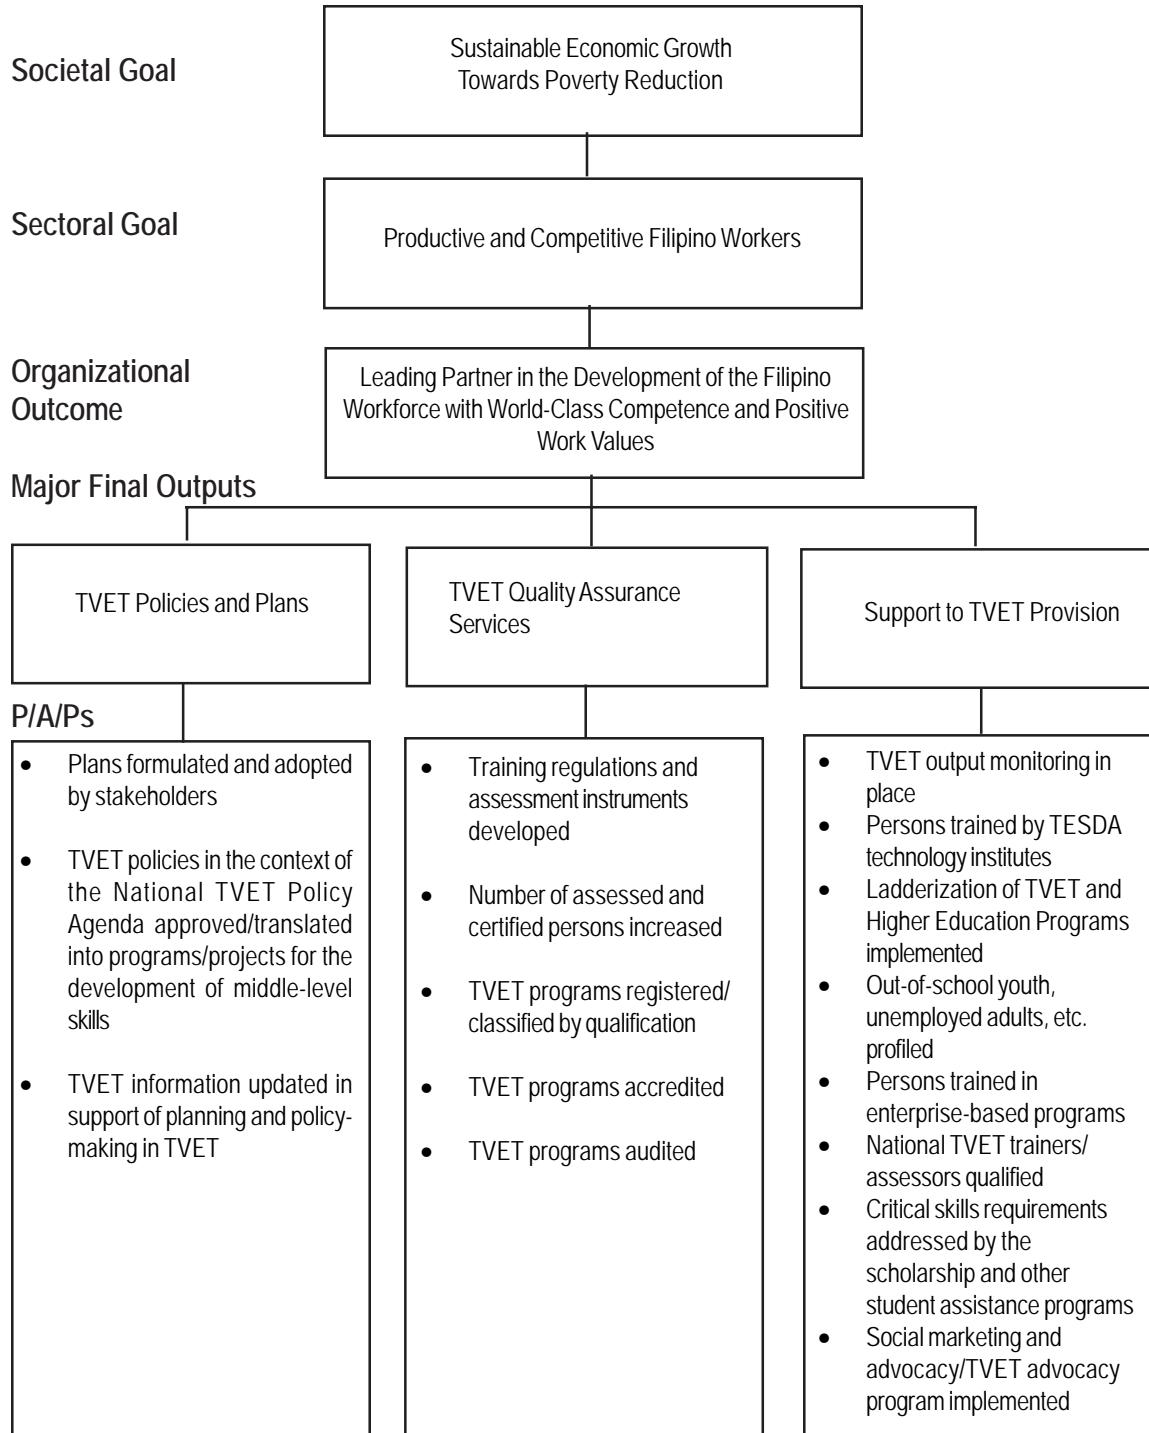 Societal Goal
Sustainable Economic Growth
Towards Poverty Reduction
Sectoral Goal
Productive and Competitive Filipino Workers
Organizational
Outcome
Leading Partner in the Development of the Filipino
Workforce with World-Class Competence and Positive
Work Values
Major Final Outputs
TVET Policies and Plans
TVET Quality Assurance
Services
Support to TVET Provision
P/A/Ps
• Plans formulated and adopted
by stakeholders
• TVET policies in the context of
the National TVET Policy
Agenda approved/translated
into programs/projects for the
development of middle-level
skills
• TVET information updated in
support of planning and policy-
making in TVET
• Training regulations and
assessment instruments
developed
• Number of assessed and
certified persons increased
• TVET programs registered/
classified by qualification
• TVET programs accredited
• TVET programs audited
• TVET output monitoring in
place
• Persons trained by TESDA
technology institutes
• Ladderization of TVET and
Higher Education Programs
implemented
• Out-of-school youth,
unemployed adults, etc.
profiled
• Persons trained in
enterprise-based programs
• National TVET trainers/
assessors qualified
• Critical skills requirements
addressed by the
scholarship and other
student assistance programs
• Social marketing and
advocacy/TVET advocacy
program implemented